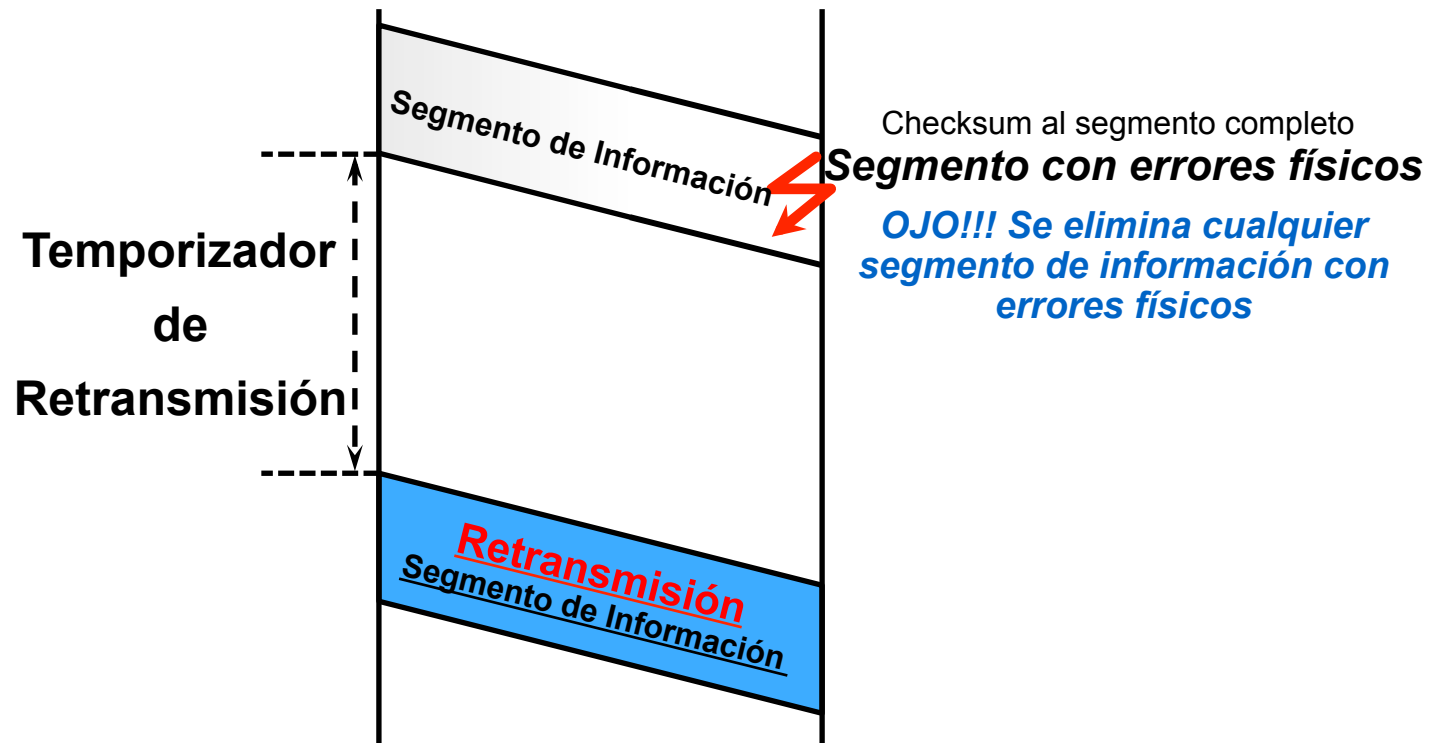 Segmento de Información
Checksum al segmento completo
Segmento con errores físicos
OJO!!! Se elimina cualquier
segmento de información con
errores físicos
Temporizador
de
Retransmisión
Retransmisión
Segmento de Información